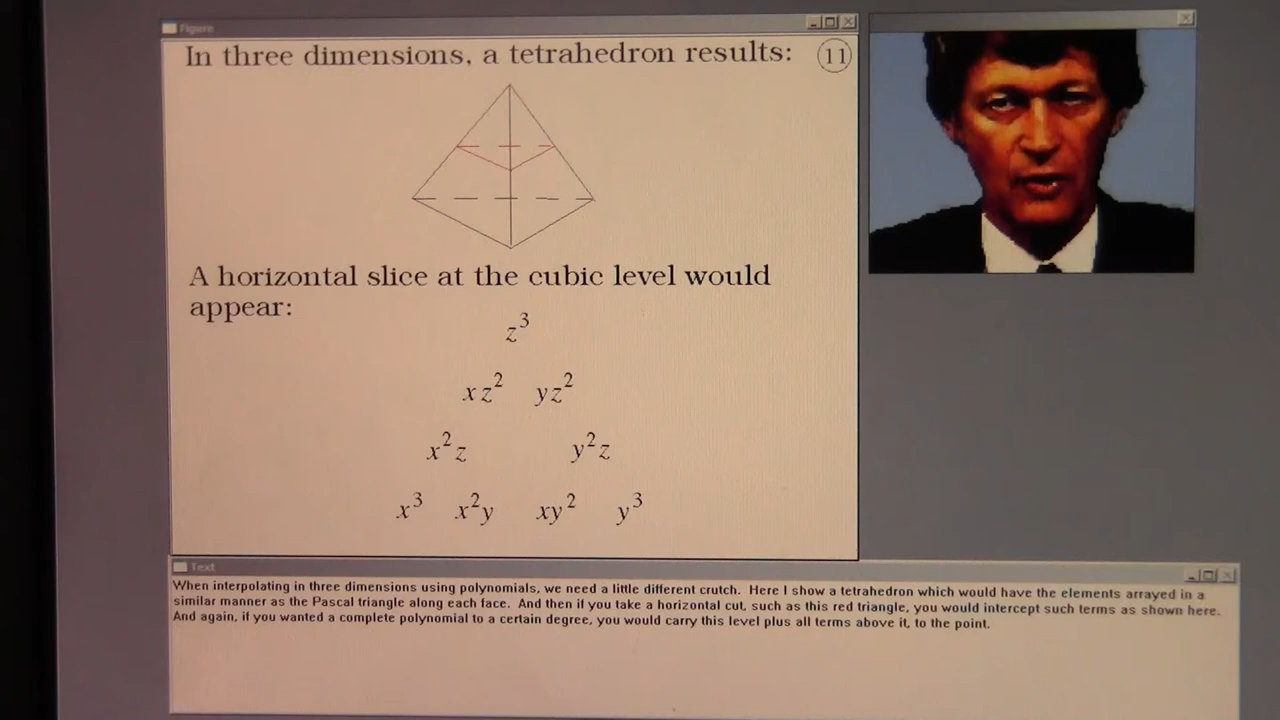 Figure
In three dimensions, a tetrahedron results: 11
A horizontal slice at the cubic level would
appear:
z³
xz² yz²
x²z y²z
x³ x²y xy² y³
Text
When interpolating in three dimensions using polynomials, we need a little different crutch. Here I show a tetrahedron which would have the elements arrayed in a
similar manner as the Pascal triangle along each face. And then if you take a horizontal cut, such as this red triangle, you would intercept such terms as shown here.
And again, if you wanted a complete polynomial to a certain degree, you would carry this level plus all terms above it, to the point.